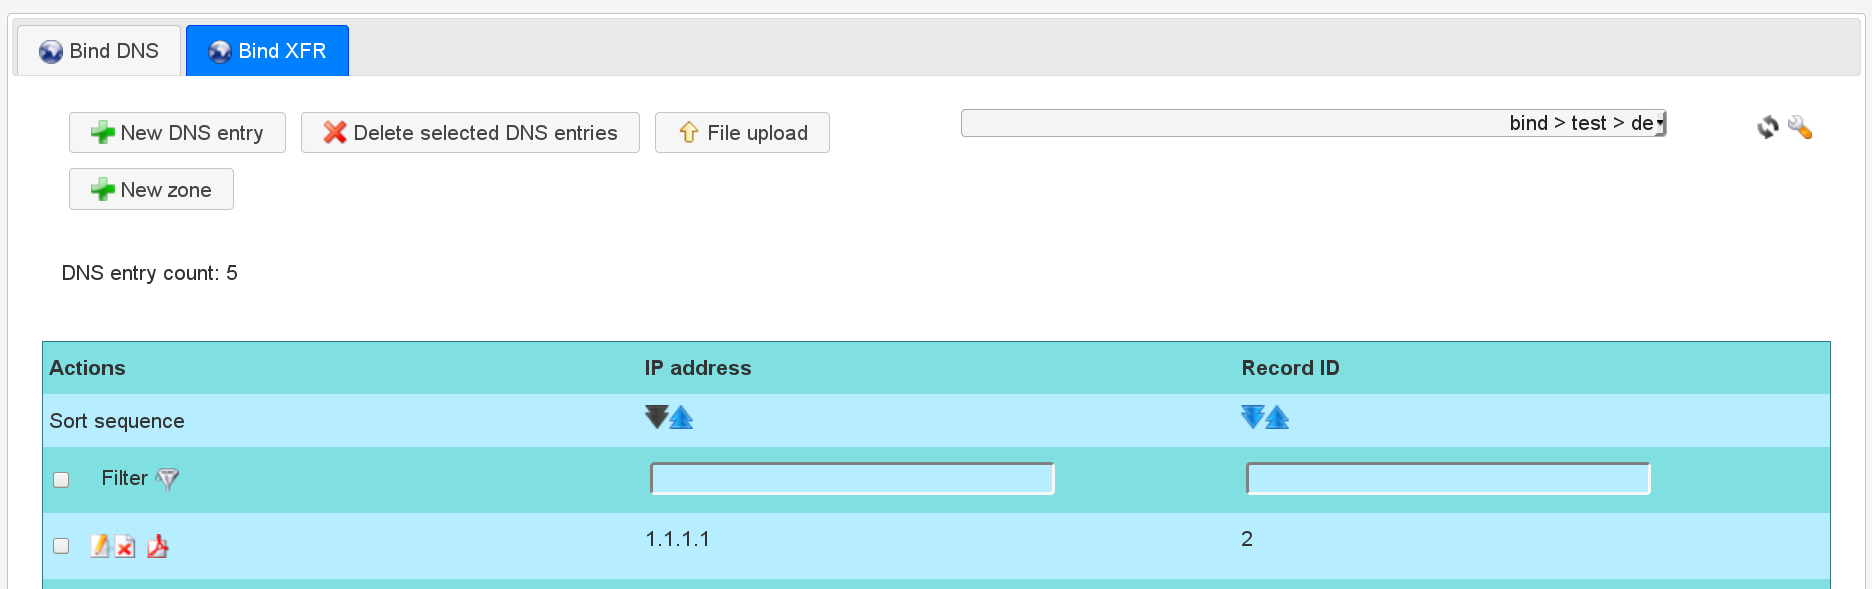 Bind DNS Bind XFR
New DNS entry Delete selected DNS entries File upload bind > test > de
New zone
DNS entry count: 5
Actions IP address Record ID
Sort sequence
Filter
1.1.1.1 2